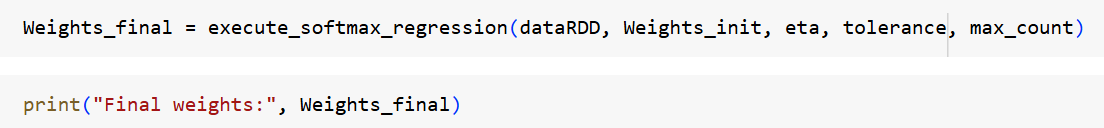 Weights_final = execute_softmax_regression(dataRDD, Weights_init, eta, tolerance, max_count)
print("Final weights:", Weights_final)